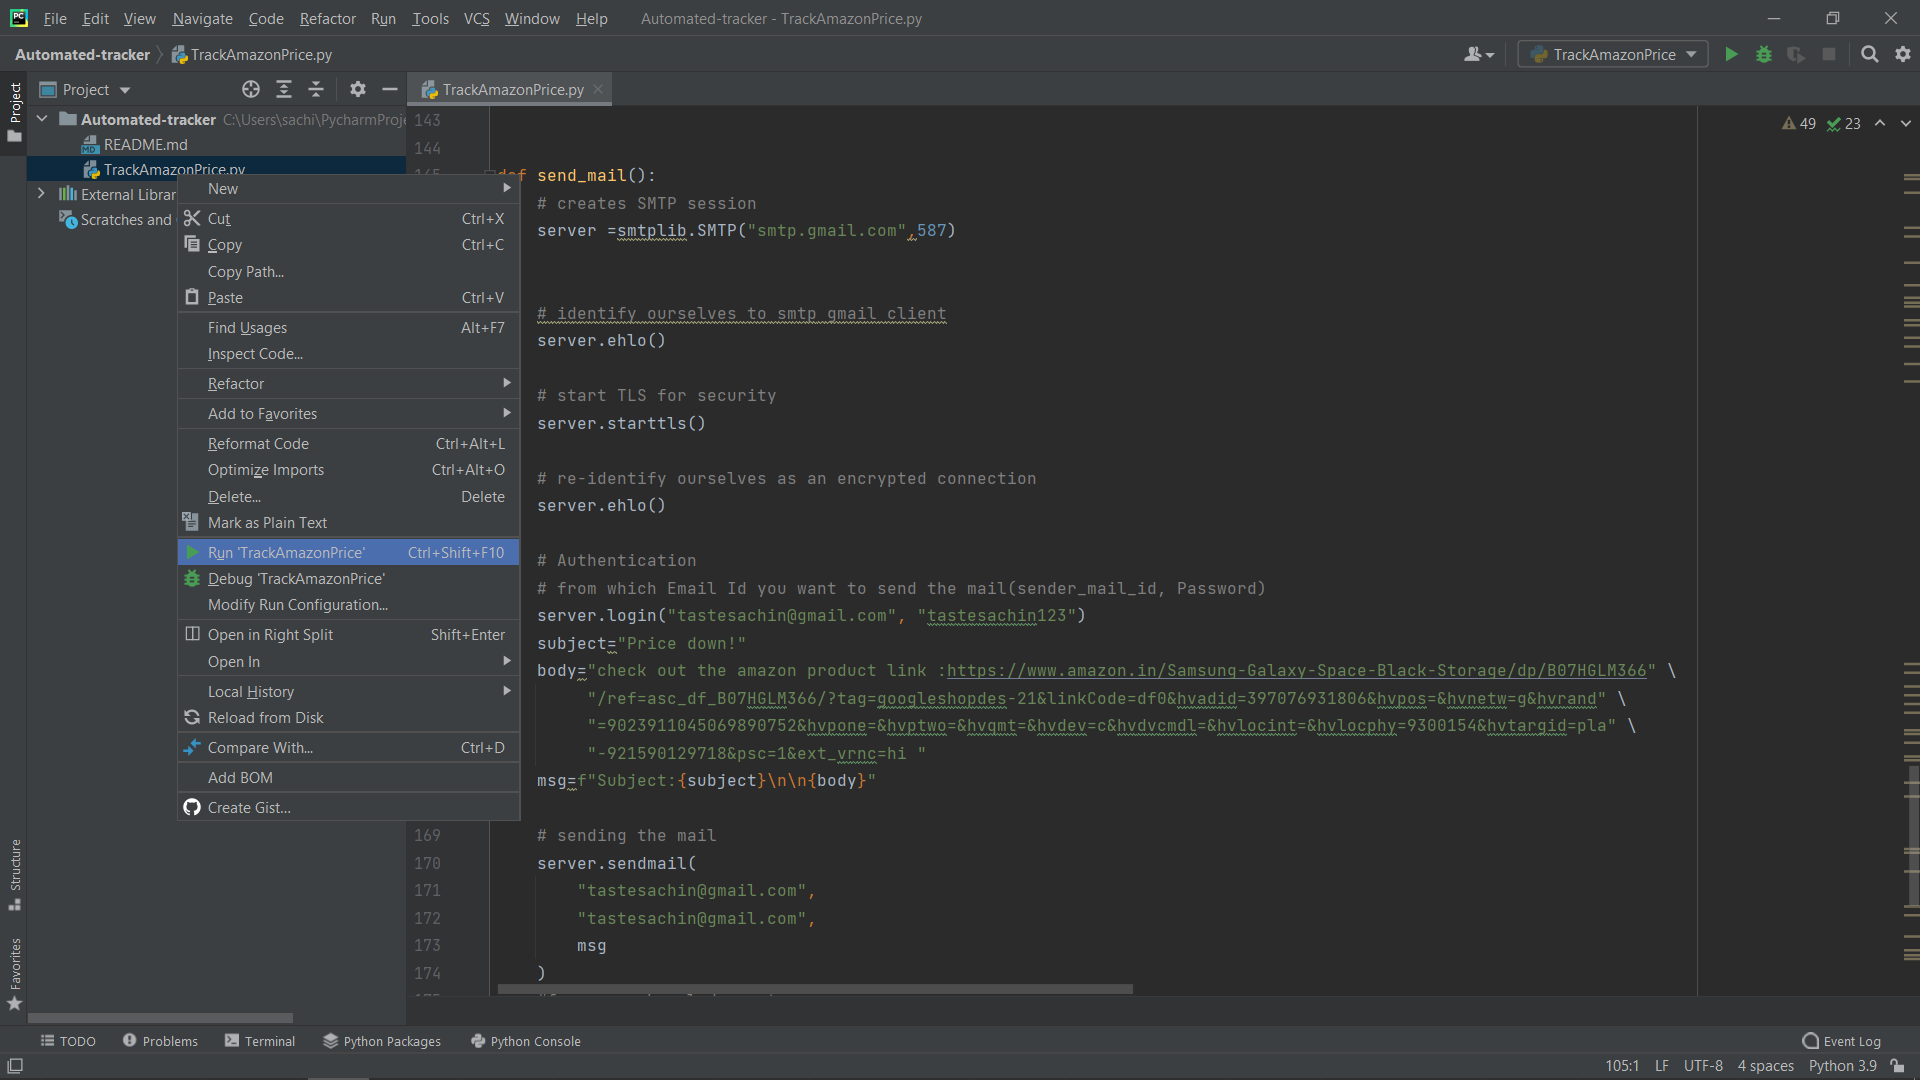 File Edit View Navigate Code Refactor Run Tools VCS Window Help Automated-tracker - TrackAmazonPrice.py
Automated-tracker TrackAmazonPrice.py TrackAmazonPrice
Project
Project
TrackAmazonPrice.py
Automated-tracker C:\Users\sachi\PycharmProje
README.md
TrackAmazonPrice.py
External Librar
Scratches and
New
Cut Ctrl+X
Copy Ctrl+C
Copy Path...
Paste Ctrl+V
Find Usages Alt+F7
Inspect Code...
Refactor
Add to Favorites
Reformat Code Ctrl+Alt+L
Optimize Imports Ctrl+Alt+O
Delete... Delete
Mark as Plain Text
Run 'TrackAmazonPrice' Ctrl+Shift+F10
Debug 'TrackAmazonPrice'
Modify Run Configuration...
Open in Right Split Shift+Enter
Open In
Local History
Reload from Disk
Compare With... Ctrl+D
Add BOM
Create Gist...
49 23
143
144
145 def send_mail():
# creates SMTP session
server =smtplib.SMTP("smtp.gmail.com",587)
# identify ourselves to smtp gmail client
server.ehlo()
# start TLS for security
server.starttls()
# re-identify ourselves as an encrypted connection
server.ehlo()
# Authentication
# from which Email Id you want to send the mail(sender_mail_id, Password)
server.login("tastesachin@gmail.com", "tastesachin123")
subject="Price down!"
body="check out the amazon product link :https://www.amazon.in/Samsung-Galaxy-Space-Black-Storage/dp/B07HGLM366" \
"/ref=asc_df_B07HGLM366/?tag=googleshopdes-21&linkCode=df0&hvadid=397076931806&hvpos=&hvnetw=g&hvrand" \
"=9023911045069890752&hvpone=&hvptwo=&hvqmt=&hvdev=c&hvdvcmdl=&hvlocint=&hvlocphy=9300154&hvtargid=pla" \
"-921590129718&psc=1&ext_vrnc=hi "
msg=f"Subject:{subject}\n\n{body}"
169 # sending the mail
170 server.sendmail(
171 "tastesachin@gmail.com",
172 "tastesachin@gmail.com",
173 msg
174 )
Structure
Favorites
TODO Problems Terminal Python Packages Python Console Event Log
105:1 LF UTF-8 4 spaces Python 3.9